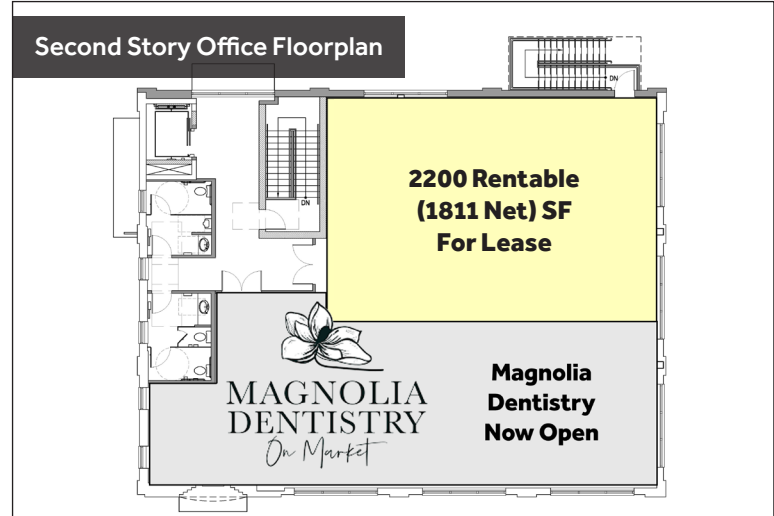 Second Story Office Floorplan
DN
2200 Rentable
(1811 Net) SF
For Lease
DN
MAGNOLIA
DENTISTRY
On Market
Magnolia
Dentistry
Now Open